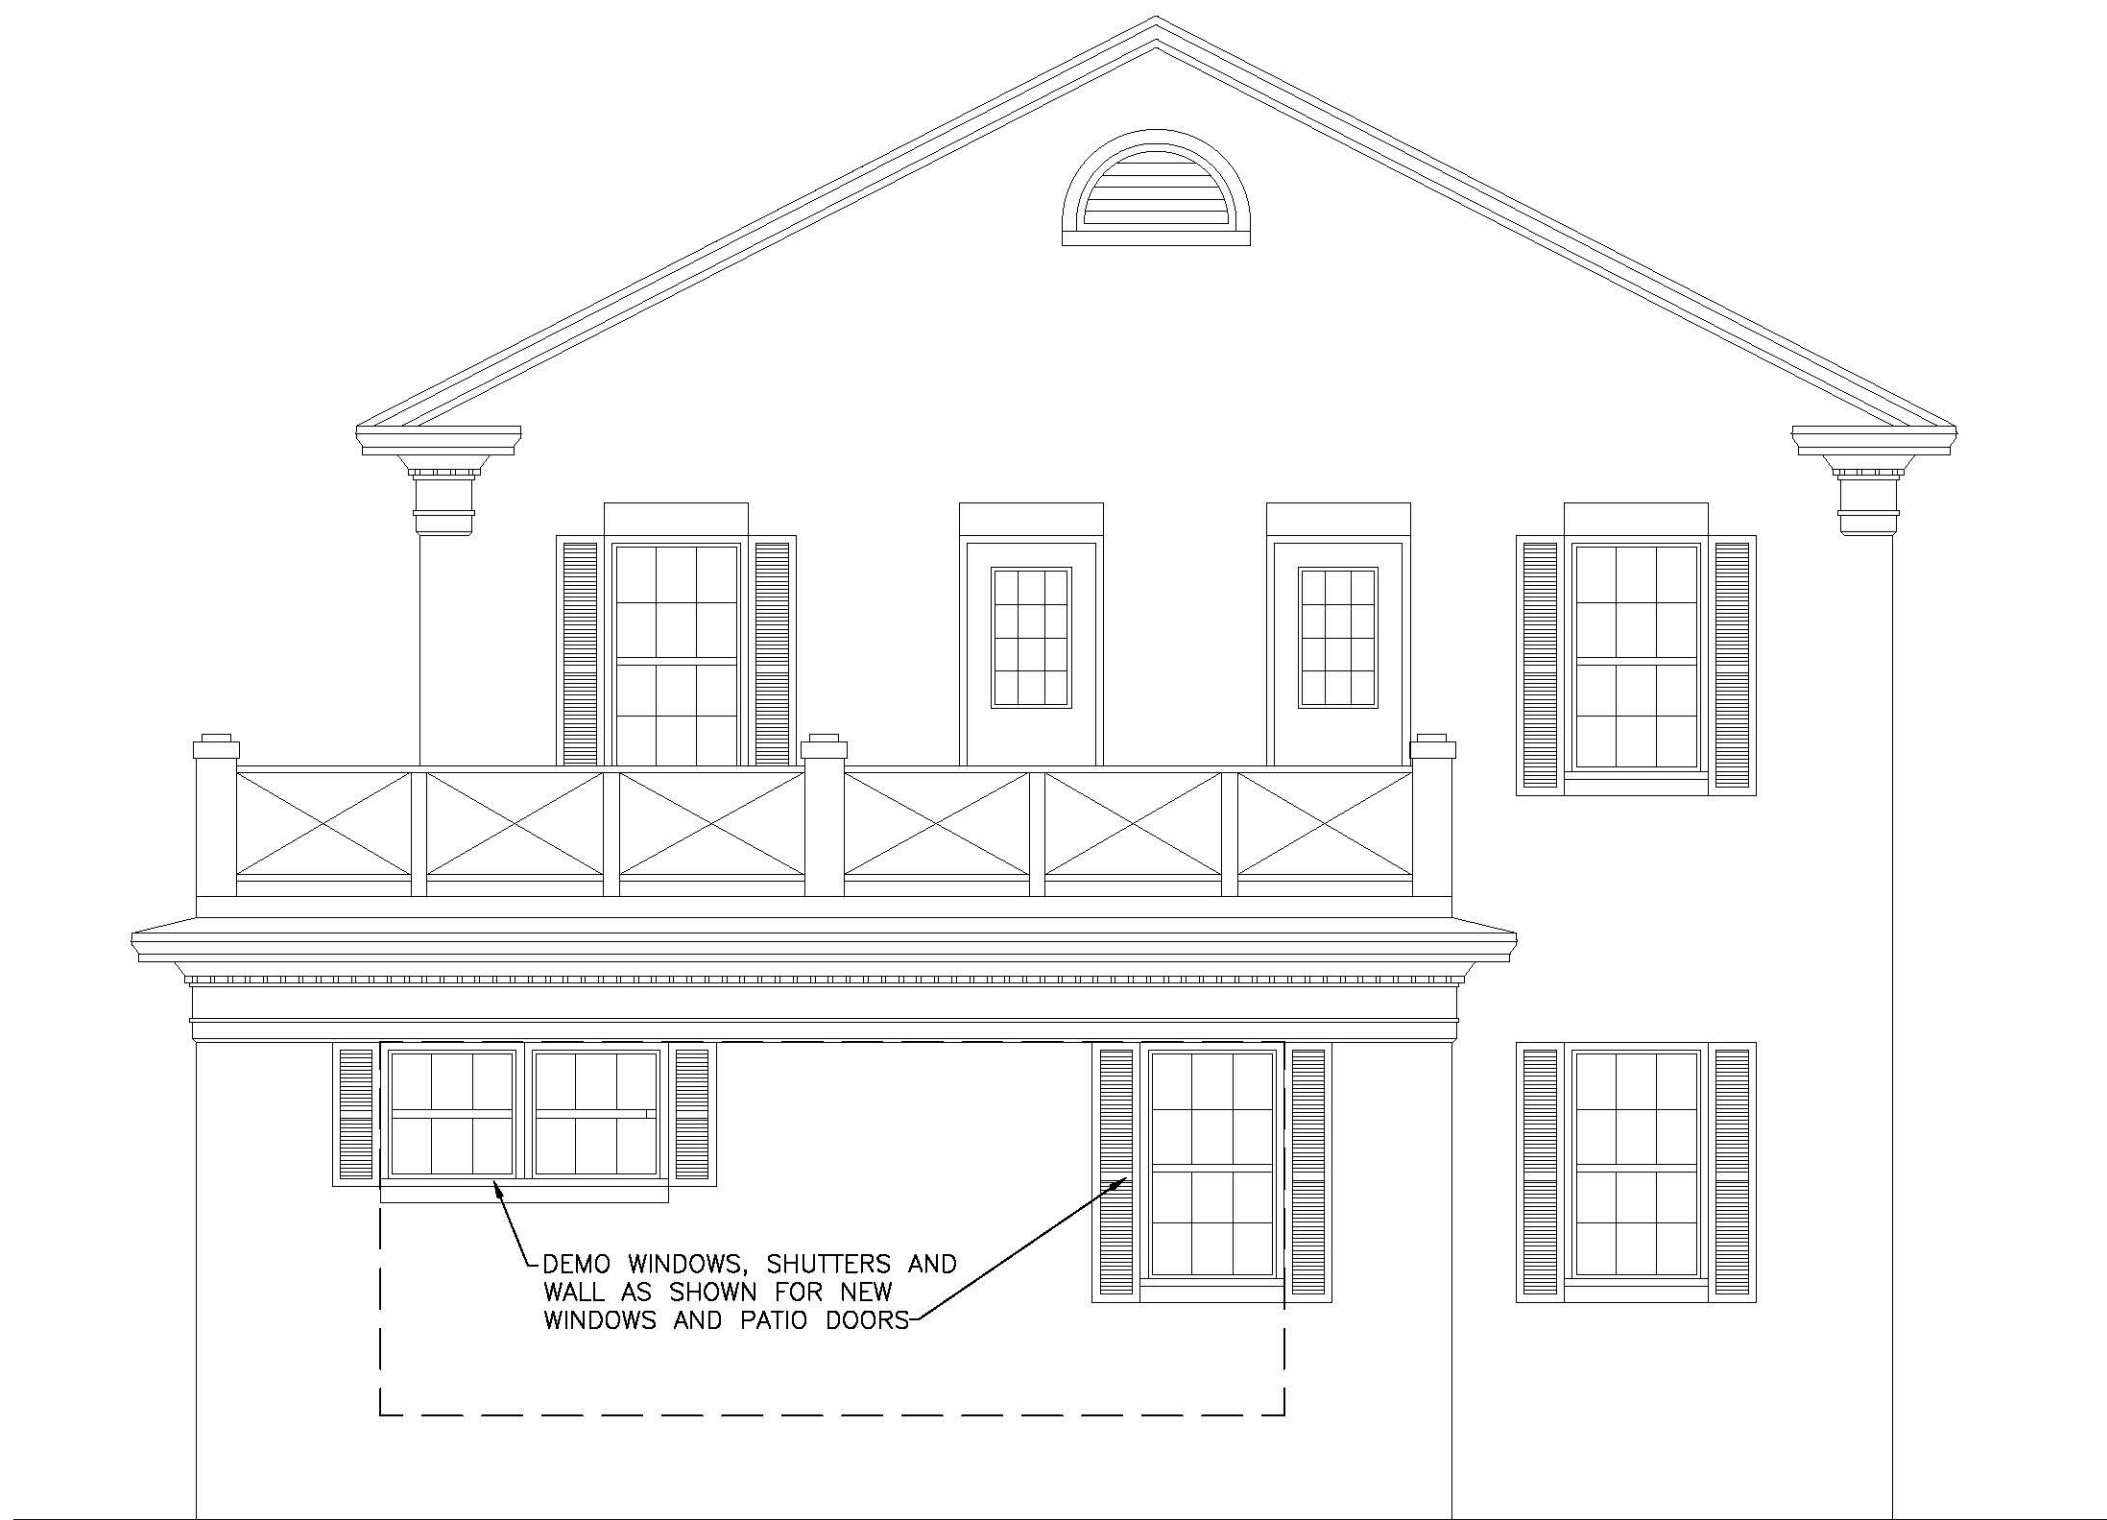 DEMO WINDOWS, SHUTTERS AND
WALL AS SHOWN FOR NEW
WINDOWS AND PATIO DOORS